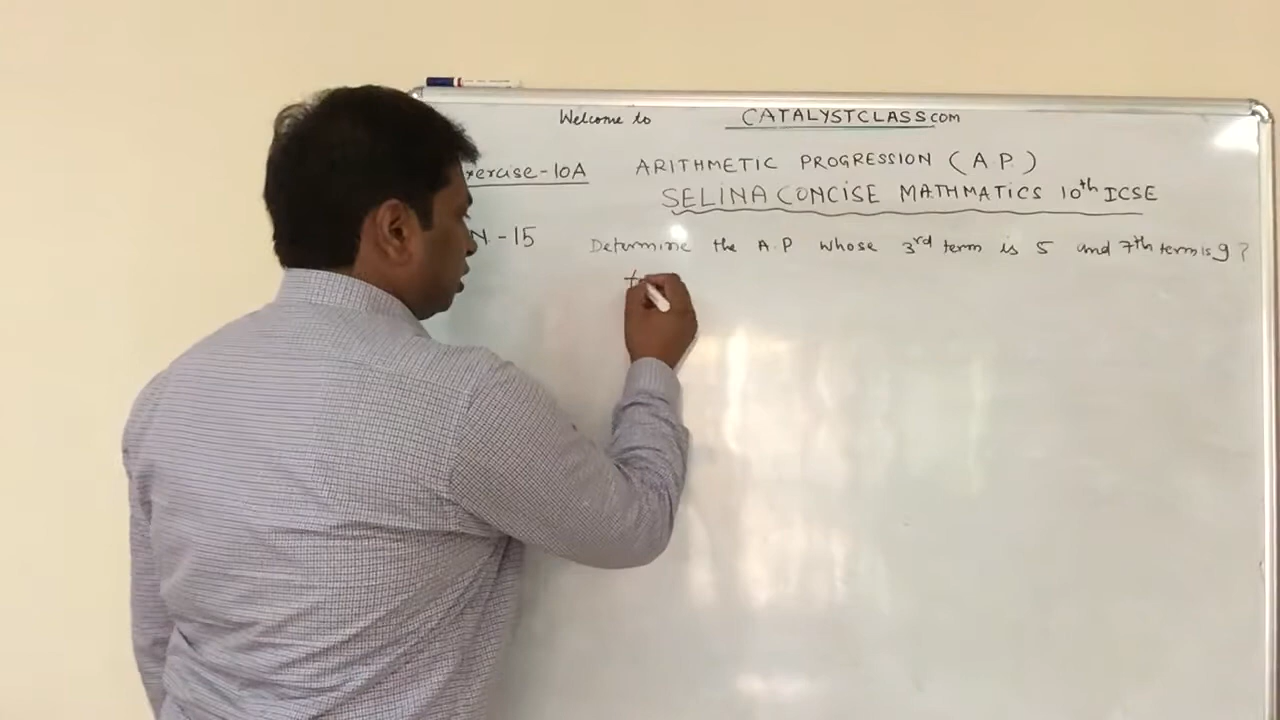 Welcome to CATALYSTCLASS.COM
ARITHMETIC PROGRESSION (A.P.)
Exercise-10A
SELINA CONCISE MATHMATICS 10th ICSE
-15 Determine the A.P whose 3rd term is 5 and 7th term is 9?